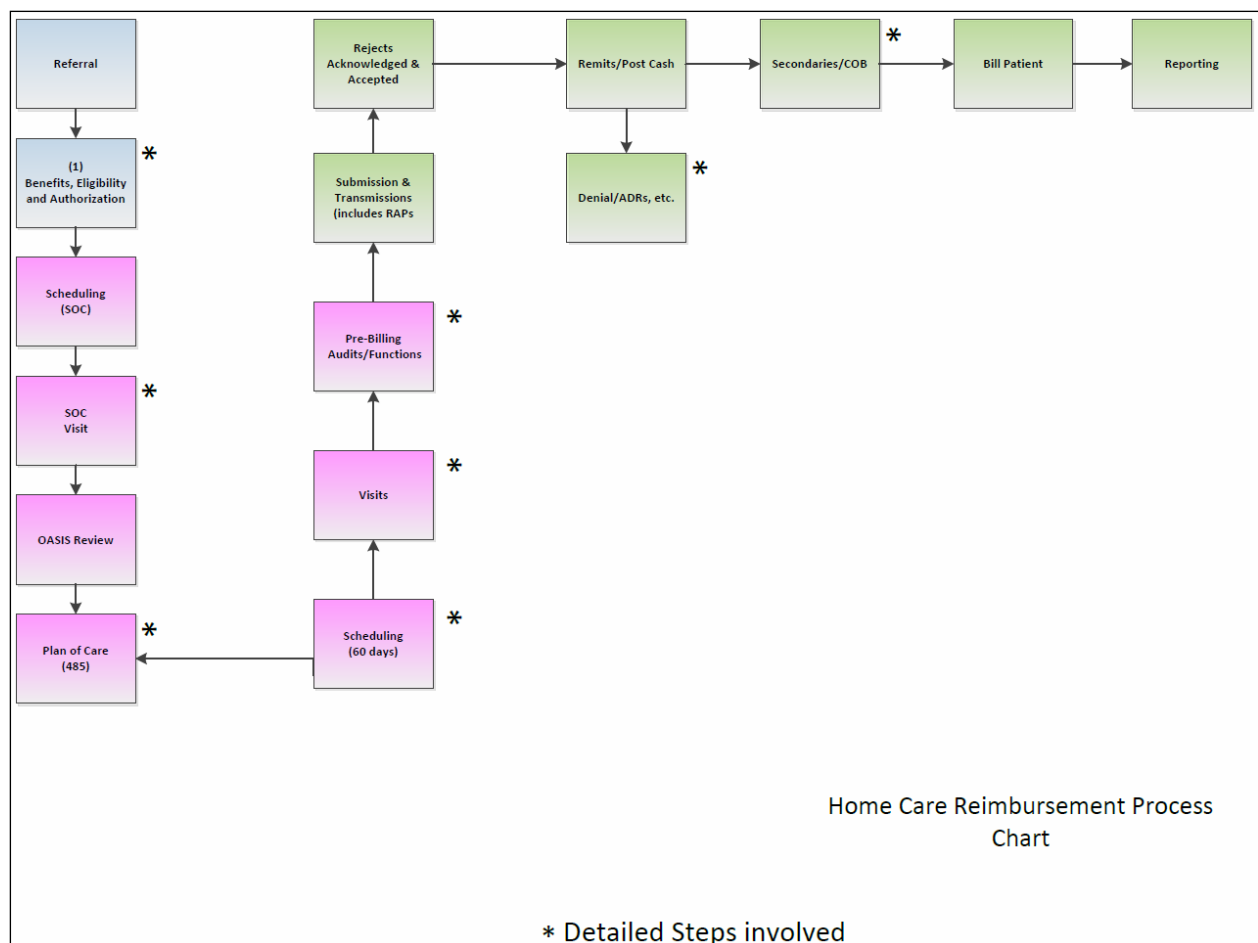 Referral
(1)
Benefits, Eligibility
and Authorization
*
Scheduling
(SOC)
SOC
Visit
*
OASIS Review
Plan of Care
(485)
*
Scheduling
(60 days)
*
Visits
*
Pre-Billing
Audits/Functions
*
Submission &
Transmissions
(includes RAPs
Rejects
Acknowledged &
Accepted
Remits/Post Cash
Denial/ADRs, etc.
*
Secondaries/COB
*
Bill Patient
Reporting
Home Care Reimbursement Process
Chart
* Detailed Steps involved